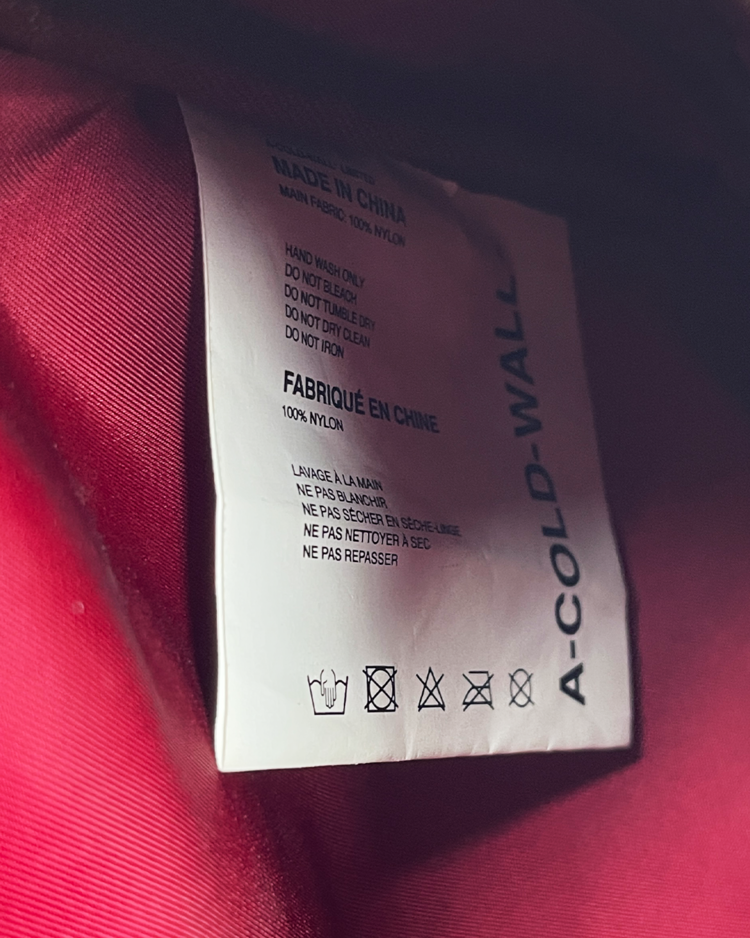 MADE IN CHINA
MAIN FABRIC: 100% NYLON
HAND WASH ONLY
DO NOT BLEACH
DO NOT TUMBLE DRY
DO NOT DRY CLEAN
DO NOT IRON
FABRIQUÉ EN CHINE
100% NYLON
LAVAGE À LA MAIN
NE PAS BLANCHIR
NE PAS SÉCHER EN SÈCHE-LINGE
NE PAS NETTOYER À SEC
NE PAS REPASSER
A-COLD-WALL